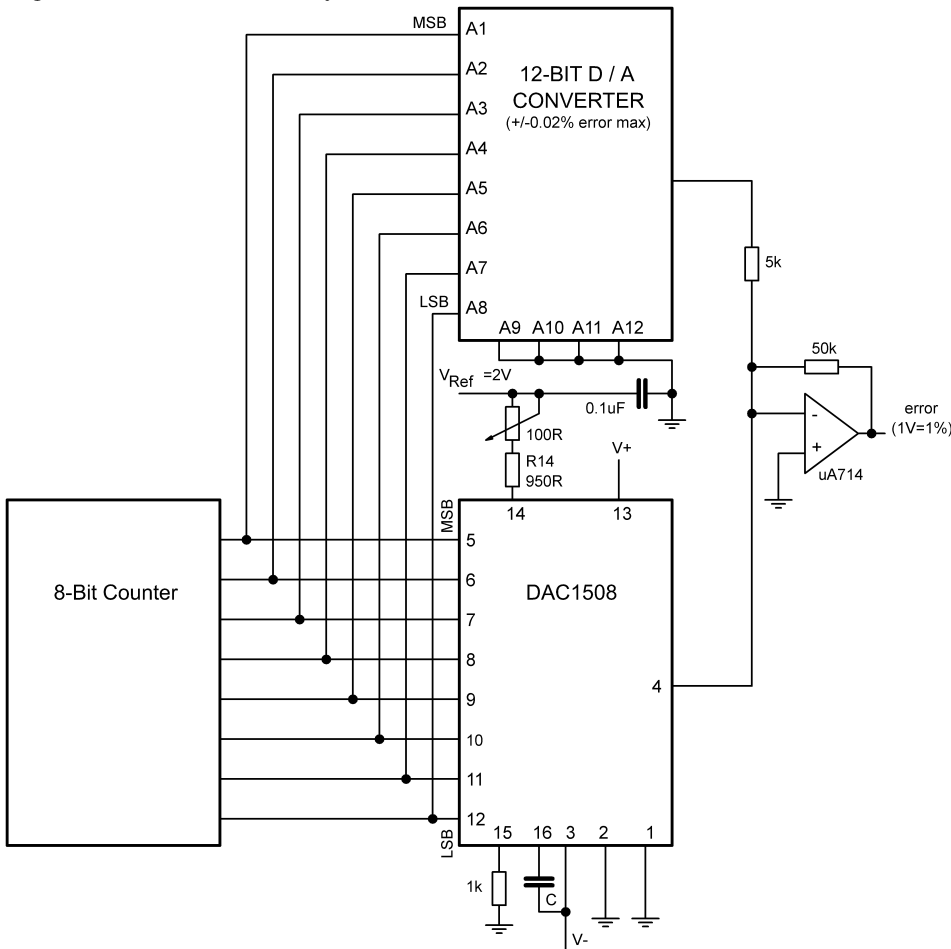 MSB
A1
A2
A3
A4
A5
A6
A7
LSB
A8
12-BIT D / A
CONVERTER
(+/-0.02% error max)
A9 A10 A11 A12
5k
50k
VRef =2V
0.1uF
100R
R14
950R
V+
-
+
uA714
error
(1V=1%)
8-Bit Counter
MSB
14
13
5
6
7
8
9
10
11
12
LSB
DAC1508
4
15 16 3 2 1
1k
C
V-